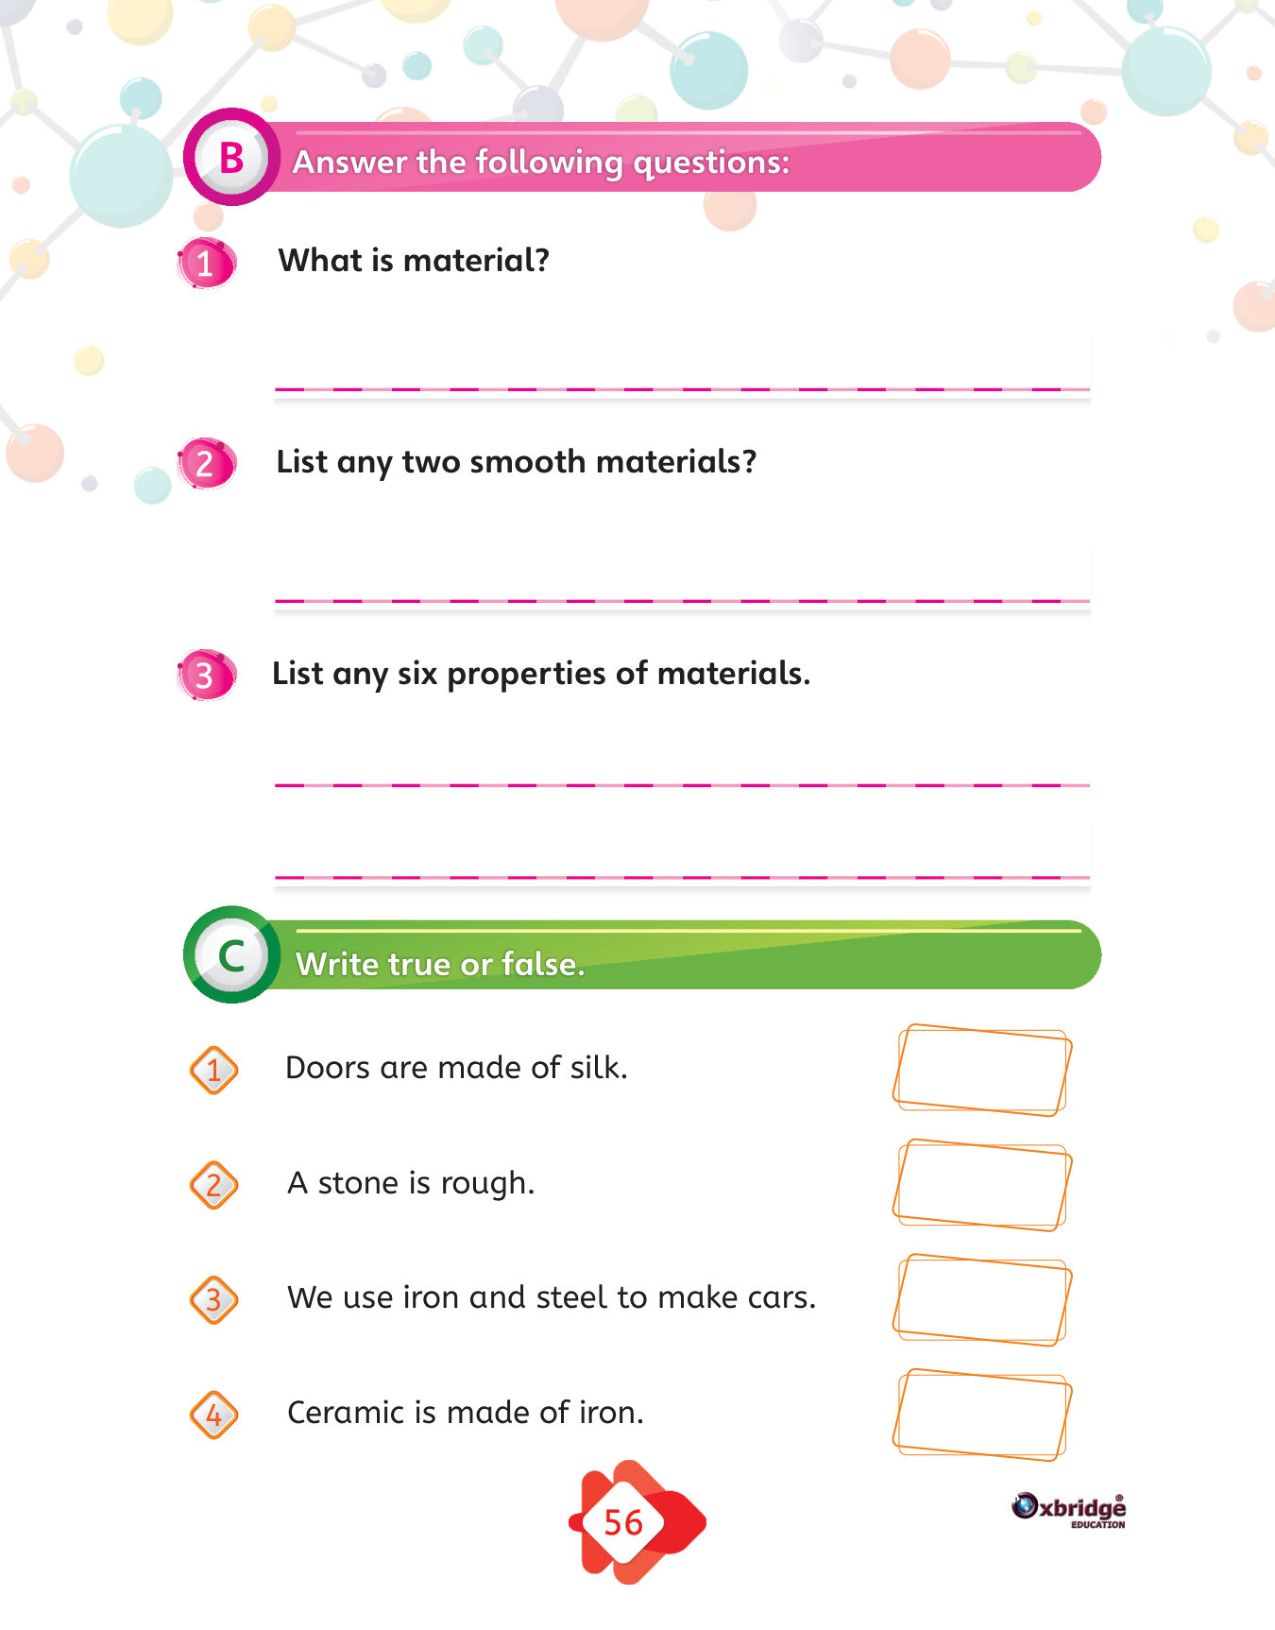 B Answer the following questions:
1 What is material?
2 List any two smooth materials?
3 List any six properties of materials.
C Write true or false.
1 Doors are made of silk.
2 A stone is rough.
3 We use iron and steel to make cars.
4 Ceramic is made of iron.
56
Oxbridge®
EDUCATION